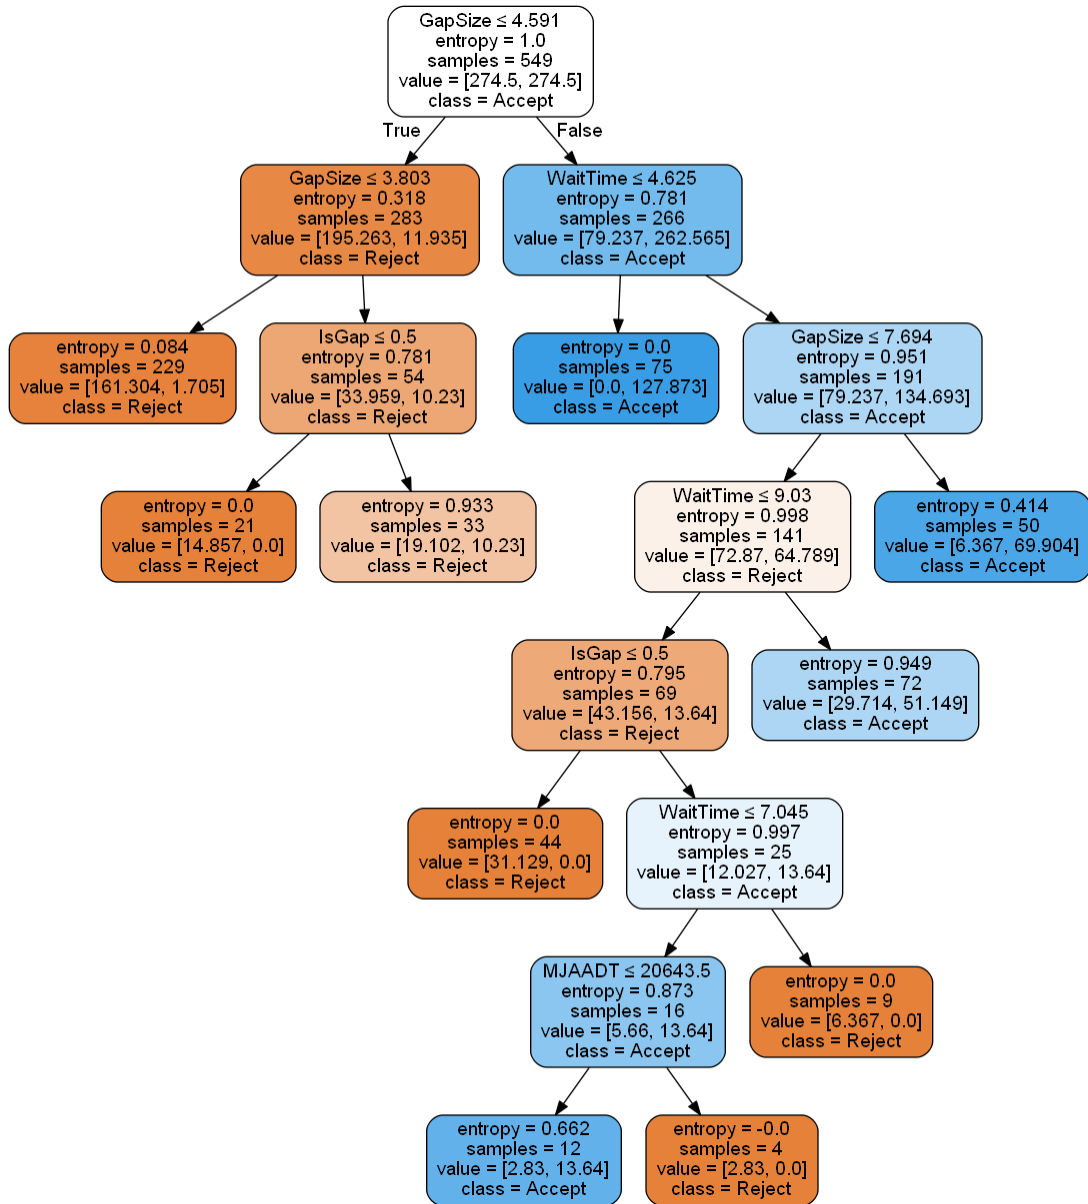 GapSize ≤ 4.591
entropy = 1.0
samples = 549
value = [274.5, 274.5]
class = Accept
True
False
GapSize ≤ 3.803
entropy = 0.318
samples = 283
value = [195.263, 11.935]
class = Reject
WaitTime ≤ 4.625
entropy = 0.781
samples = 266
value = [79.237, 262.565]
class = Accept
entropy = 0.084
samples = 229
value = [161.304, 1.705]
class = Reject
IsGap ≤ 0.5
entropy = 0.781
samples = 54
value = [33.959, 10.23]
class = Reject
entropy = 0.0
samples = 75
value = [0.0, 127.873]
class = Accept
GapSize ≤ 7.694
entropy = 0.951
samples = 191
value = [79.237, 134.693]
class = Accept
entropy = 0.0
samples = 21
value = [14.857, 0.0]
class = Reject
entropy = 0.933
samples = 33
value = [19.102, 10.23]
class = Reject
WaitTime ≤ 9.03
entropy = 0.998
samples = 141
value = [72.87, 64.789]
class = Reject
entropy = 0.414
samples = 50
value = [6.367, 69.904]
class = Accept
IsGap ≤ 0.5
entropy = 0.795
samples = 69
value = [43.156, 13.64]
class = Reject
entropy = 0.949
samples = 72
value = [29.714, 51.149]
class = Accept
entropy = 0.0
samples = 44
value = [31.129, 0.0]
class = Reject
WaitTime ≤ 7.045
entropy = 0.997
samples = 25
value = [12.027, 13.64]
class = Accept
MJAADT ≤ 20643.5
entropy = 0.873
samples = 16
value = [5.66, 13.64]
class = Accept
entropy = 0.0
samples = 9
value = [6.367, 0.0]
class = Reject
entropy = 0.662
samples = 12
value = [2.83, 13.64]
class = Accept
entropy = -0.0
samples = 4
value = [2.83, 0.0]
class = Reject